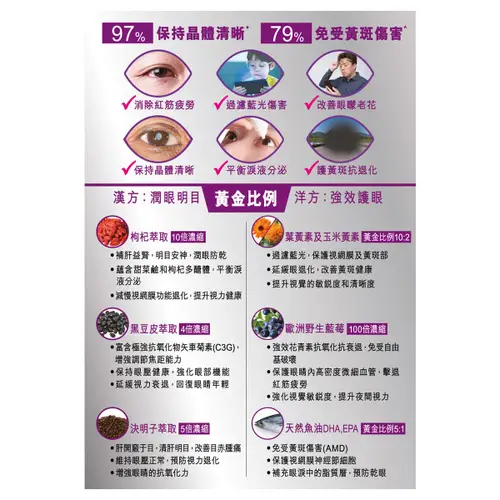 97% 保持晶體清晰*
79% 免受黃斑傷害*
✓消除紅筋疲勞
✓過濾藍光傷害
✓改善眼矇老花
✓保持晶體清晰
✓平衡淚液分泌
✓護黃斑抗退化
漢方：潤眼明目 黃金比例 洋方：強效護眼
枸杞萃取 10倍濃縮
•補肝益腎，明目安神，潤眼防乾
•蘊含甜菜鹼和枸杞多醣體，平衡淚
液分泌
•減慢視網膜功能退化，提升視力健康
葉黃素及玉米黃素 黃金比例10:2
•過濾藍光，保護視網膜及黃斑部
•延緩眼退化，改善黃斑健康
•提升視覺的敏銳度和清晰度
黑豆皮萃取 4倍濃縮
•富含極強抗氧化物矢車菊素(C3G)，
增強調節焦距能力
•保持眼壓健康，強化眼部機能
•延緩視力衰退，回復眼睛年輕
歐洲野生藍莓 100倍濃縮
•強效花青素抗氧化抗衰退，免受自由
基破壞
•保護眼睛內高密度微細血管，擊退
紅筋疲勞
•強化視覺敏銳度，提升夜間視力
決明子萃取 5倍濃縮
•肝開竅于目，清肝明目，改善目赤腫痛
•維持眼壓正常，預防視力退化
•增強眼睛的抗氧化力
天然魚油DHA,EPA 黃金比例5:1
•免受黃斑傷害(AMD)
•保護視網膜神經部細胞
•補充眼淚中的脂質層，預防乾眼